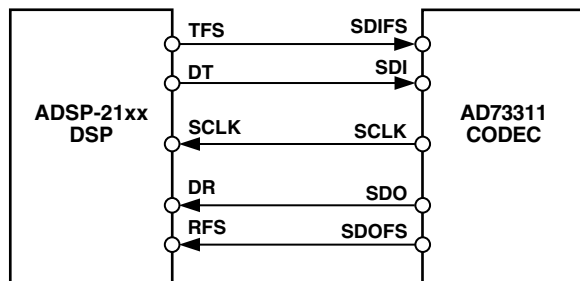 TFS SDIFS
DT SDI
ADSP-21xx
DSP
AD73311
CODEC
SCLK SCLK
DR SDO
RFS SDOFS